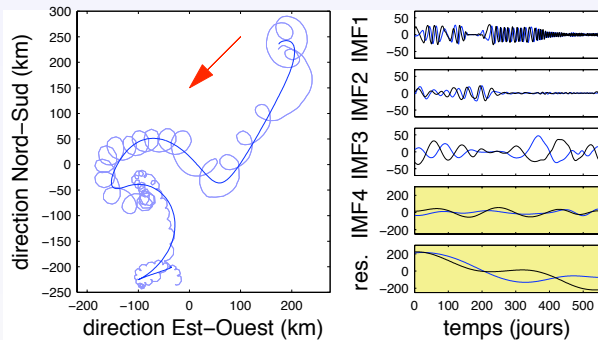 direction Nord–Sud (km)
300
250
200
150
100
50
0
−50
−100
−150
−200
−250
−200 −100 0 100 200
direction Est–Ouest (km)
IMF1
50
0
−50
IMF2
50
0
−50
IMF3
50
0
−50
IMF4
200
0
−200
res.
200
0
−200
0 100 200 300 400 500
temps (jours)